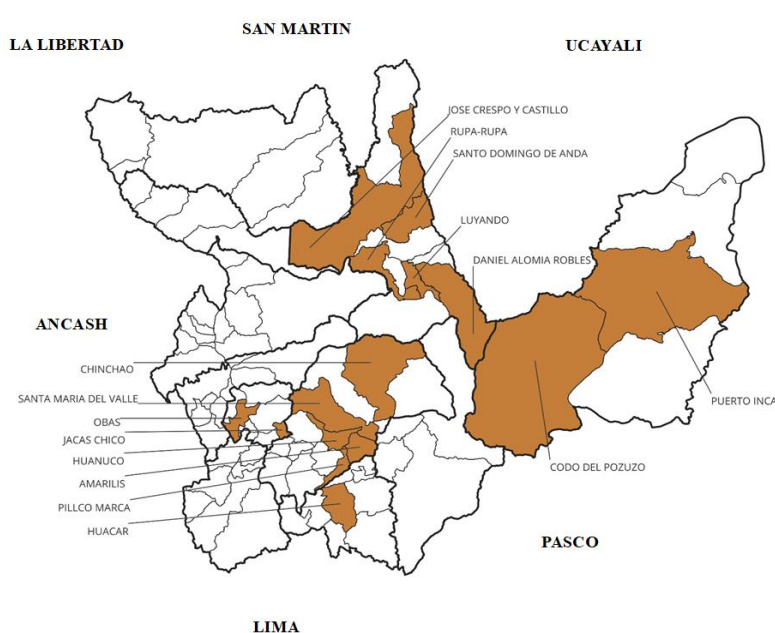 SAN MARTIN
LA LIBERTAD
UCAYALI
JOSE CRESPO Y CASTILLO
RUPA-RUPA
SANTO DOMINGO DE ANDA
LUYANDO
DANIEL ALOMIA ROBLES
ANCASH
CHINCHAO
SANTA MARIA DEL VALLE
PUERTO INCA
OBAS
JACAS CHICO
HUANUCO
CODO DEL POZUZO
AMARILIS
PILLCO MARCA
HUACAR
PASCO
LIMA